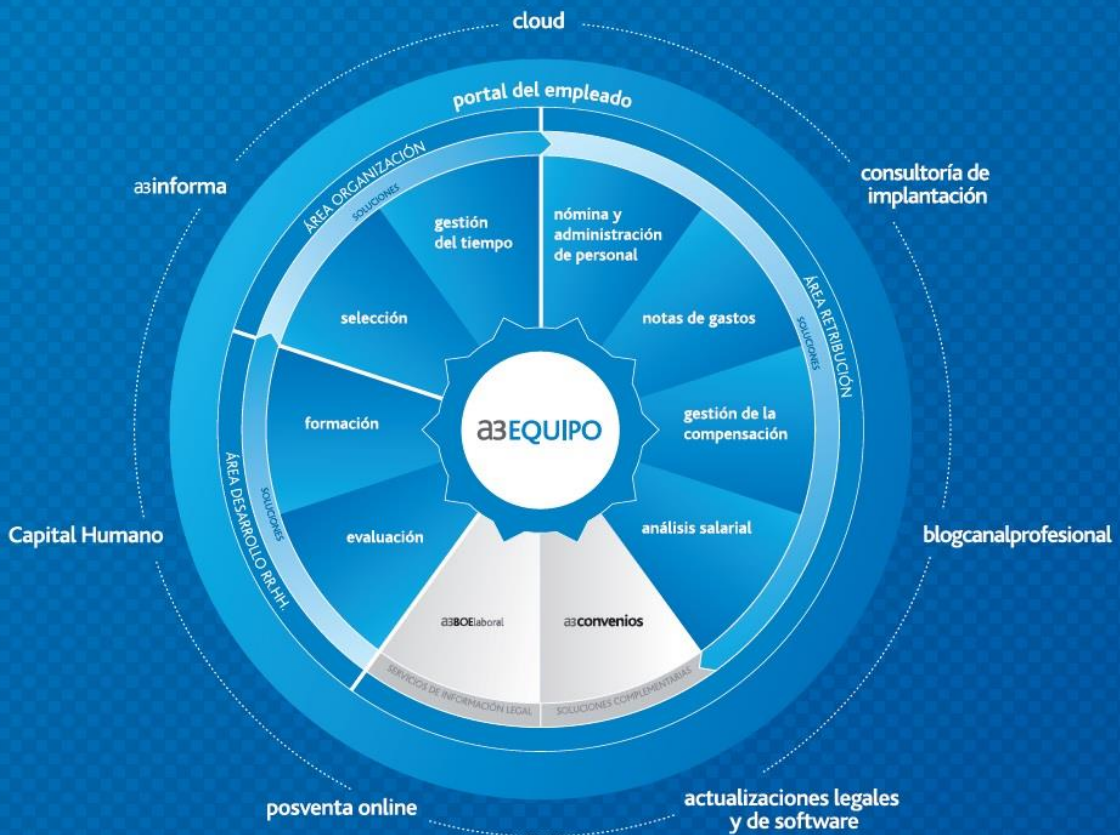 cloud
portal del empleado
a3informa
consultoría de
implantación
ÁREA ORGANIZACIÓN
SOLUCIONES
gestión
del tiempo
nómina y
administración
de personal
selección
notas de gastos
ÁREA RETRIBUCIÓN
SOLUCIONES
formación
a3EQUIPO
gestión de la
compensación
ÁREA DESARROLLO RR.HH.
SOLUCIONES
evaluación
análisis salarial
Capital Humano
blogcanalprofesional
a3BOElaboral
a3convenios
SERVICIOS DE INFORMACIÓN LEGAL
SOLUCIONES COMPLEMENTARIAS
posventa online
actualizaciones legales
y de software